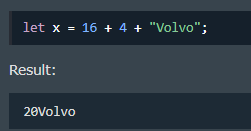 let x = 16 + 4 + "Volvo";
Result:
20Volvo